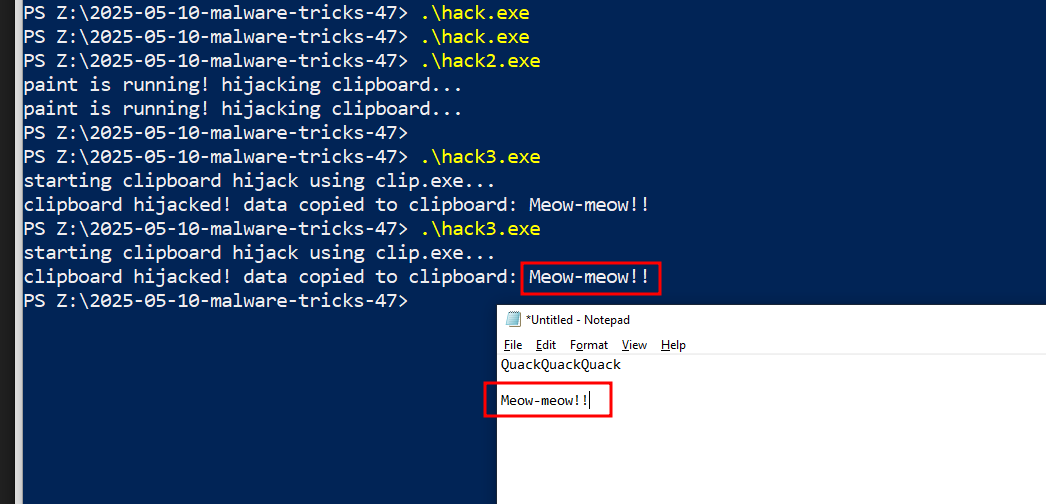 PS Z:\2025-05-10-malware-tricks-47> .\hack.exe
PS Z:\2025-05-10-malware-tricks-47> .\hack.exe
PS Z:\2025-05-10-malware-tricks-47> .\hack2.exe
paint is running! hijacking clipboard...
paint is running! hijacking clipboard...
PS Z:\2025-05-10-malware-tricks-47>
PS Z:\2025-05-10-malware-tricks-47> .\hack3.exe
starting clipboard hijack using clip.exe...
clipboard hijacked! data copied to clipboard: Meow-meow!!
PS Z:\2025-05-10-malware-tricks-47> .\hack3.exe
starting clipboard hijack using clip.exe...
clipboard hijacked! data copied to clipboard: Meow-meow!!
PS Z:\2025-05-10-malware-tricks-47>
*Untitled - Notepad
File Edit Format View Help
QuackQuackQuack
Meow-meow!!